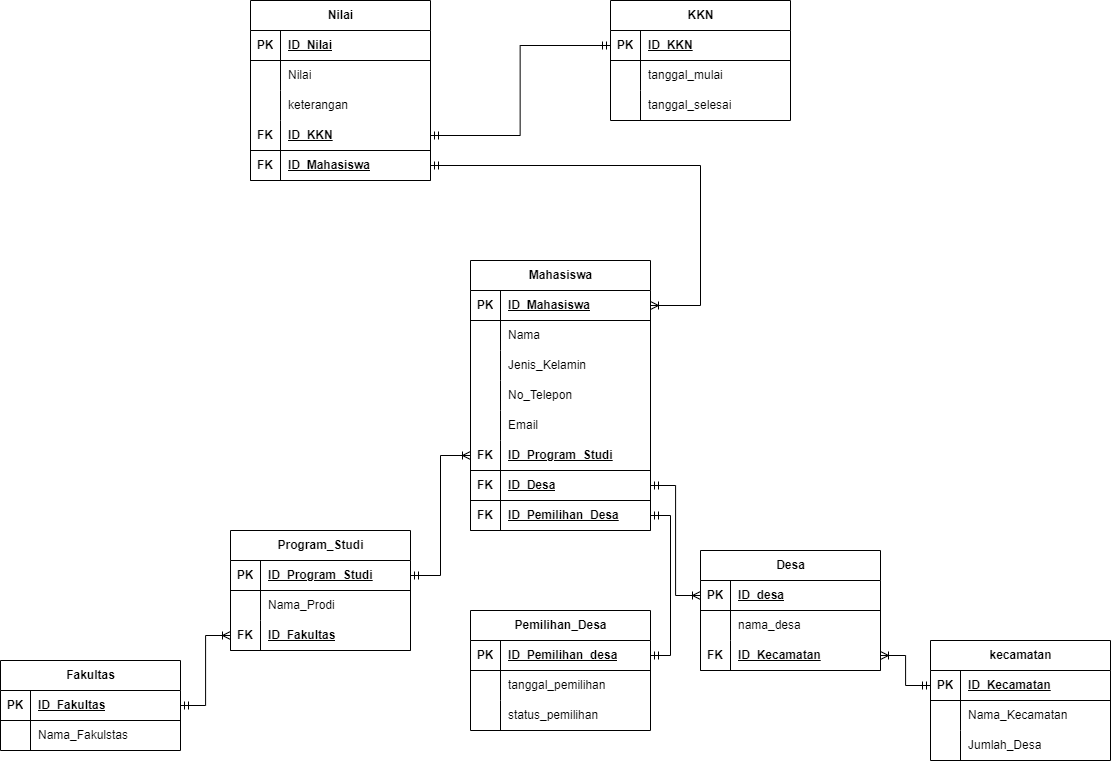 Nilai
PK ID_Nilai
Nilai
keterangan
FK ID_KKN
FK ID_Mahasiswa
KKN
PK ID_KKN
tanggal_mulai
tanggal_selesai
Mahasiswa
PK ID_Mahasiswa
Nama
Jenis_Kelamin
No_Telepon
Email
FK ID_Program_Studi
FK ID_Desa
FK ID_Pemilihan_Desa
Program_Studi
PK ID_Program_Studi
Nama_Prodi
FK ID_Fakultas
Fakultas
PK ID_Fakultas
Nama_Fakulstas
Pemilihan_Desa
PK ID_Pemilihan_desa
tanggal_pemilihan
status_pemilihan
Desa
PK ID_desa
nama_desa
FK ID_Kecamatan
kecamatan
PK ID_Kecamatan
Nama_Kecamatan
Jumlah_Desa